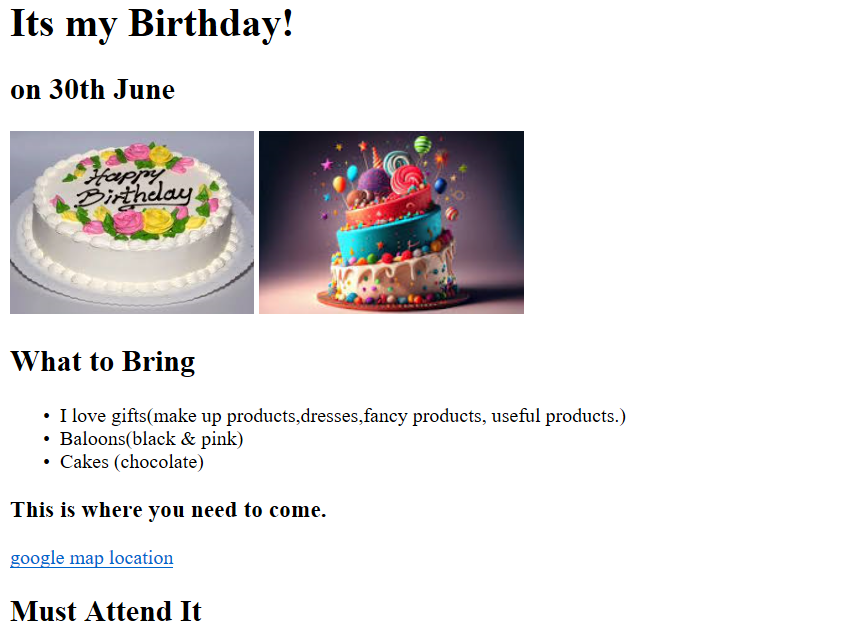 Its my Birthday!
on 30th June
Happy
Birthday
What to Bring
I love gifts(make up products,dresses,fancy products, useful products.)
Baloons(black & pink)
Cakes (chocolate)
This is where you need to come.
google map location
Must Attend It